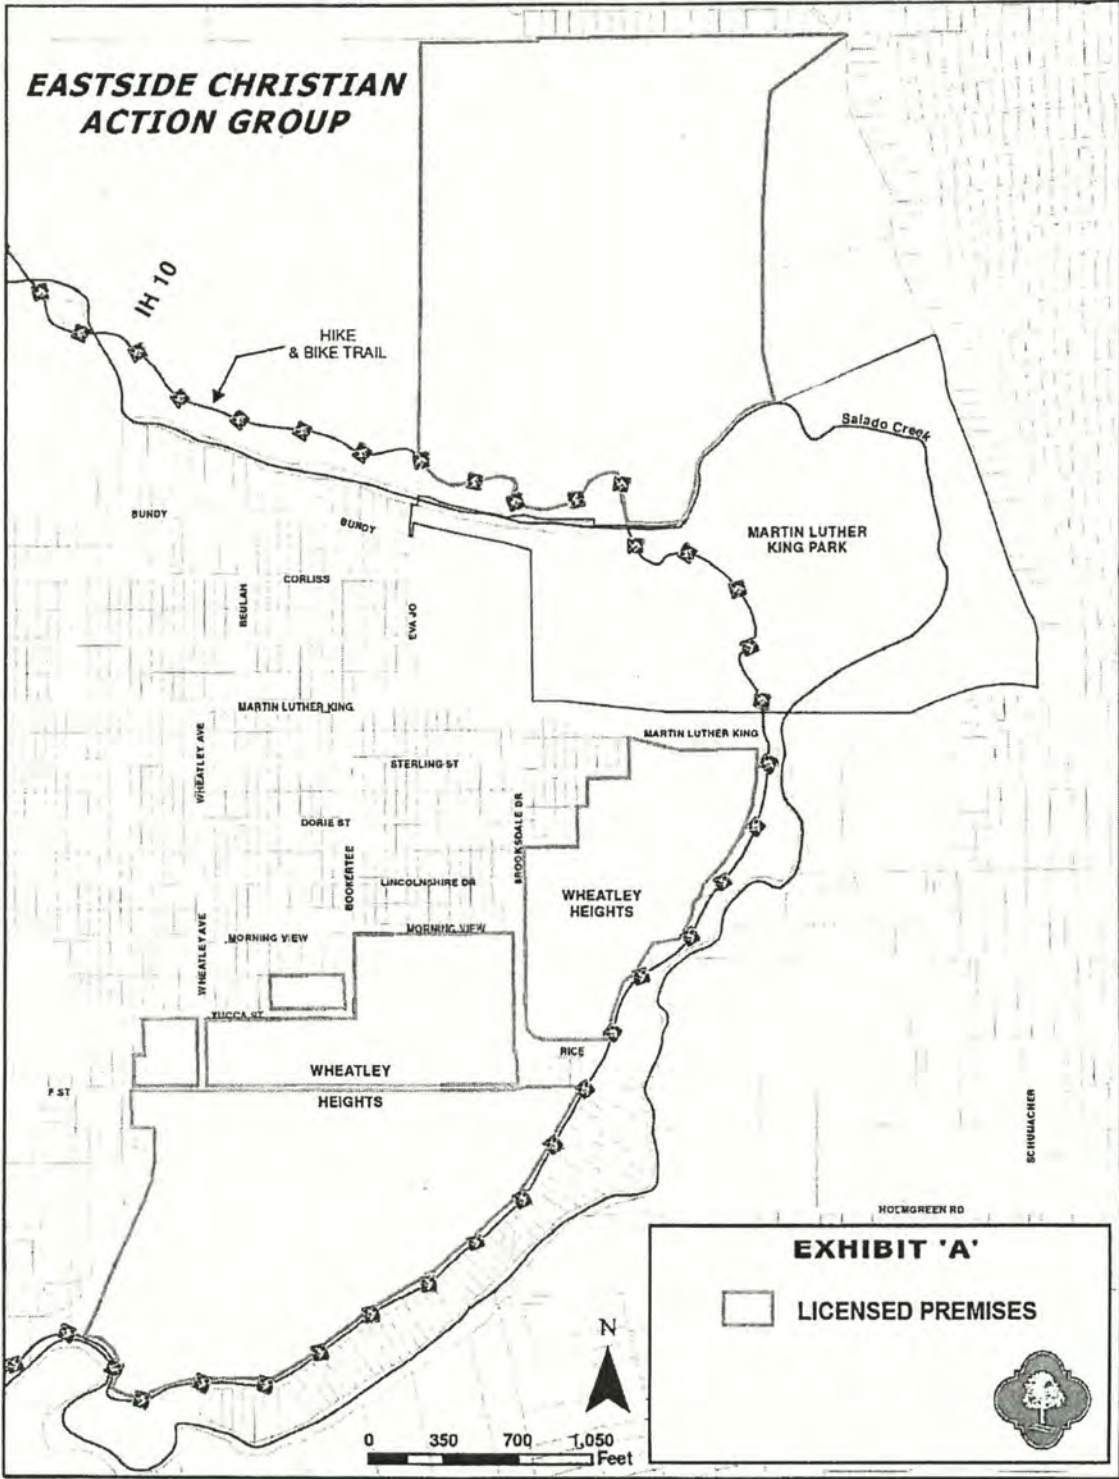 EASTSIDE CHRISTIAN
ACTION GROUP
IH 10
HIKE
& BIKE TRAIL
Salado Creek
BUNDY
BUNDY
MARTIN LUTHER
KING PARK
CORLISS
BEULAH
EVA JO
MARTIN LUTHER KING
MARTIN LUTHER KING
WHEATLEY AVE
STERLING ST
DORIE ST
BROOKSDALE DR
BOOKERTEE
LINCOLNSHIRE DR
WHEATLEY
HEIGHTS
WHEATLEY AVE
MORNING VIEW
MORNING VIEW
YUCCA ST
RICE
WHEATLEY
HEIGHTS
F ST
SCHUMACHER
HOLMGREEN RD
EXHIBIT 'A'
LICENSED PREMISES
N
0 350 700 1,050
Feet